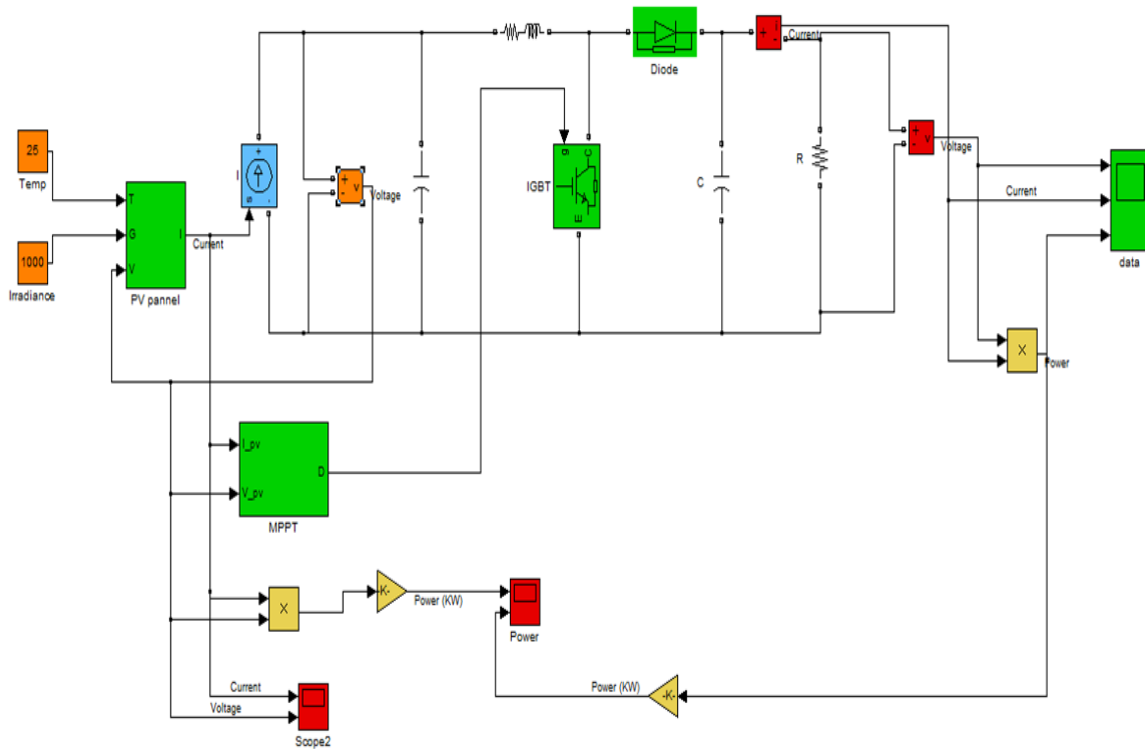 Diode
Current
25
Temp
I
+
-
s
+
-
v
Voltage
g
C
IGBT
E
C
R
+
-
v
Voltage
T
G
V
I
PV pannel
Current
1000
Irradiance
Current
data
X
Power
I_pv
V_pv
D
MPPT
X
-K-
Power (KW)
Power
Power (KW)
-K-
Current
Voltage
Scope2